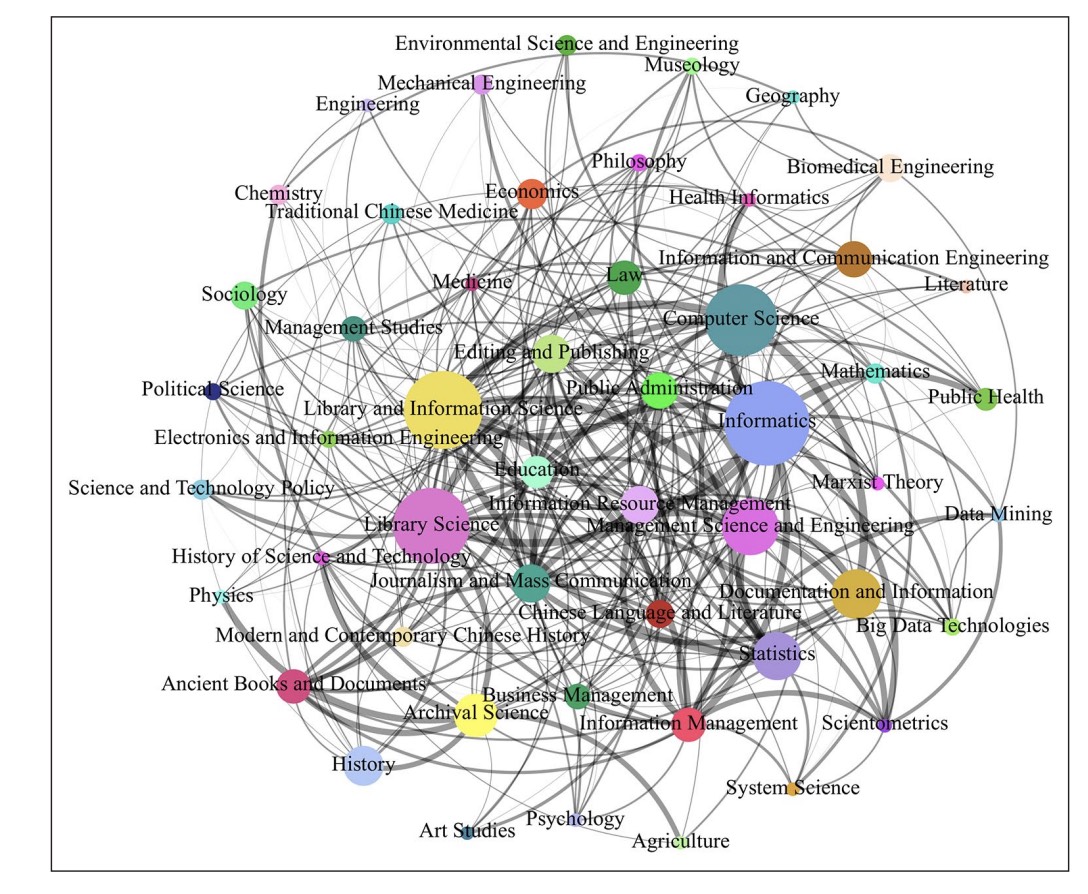 Environmental Science and Engineering
Museology
Mechanical Engineering
Geography
Engineering
Philosophy
Biomedical Engineering
Economics
Chemistry
Health Informatics
Traditional Chinese Medicine
Information and Communication Engineering
Law
Medicine
Literature
Sociology
Computer Science
Management Studies
Editing and Publishing
Mathematics
Public Administration
Political Science
Public Health
Library and Information Science
Informatics
Electronics and Information Engineering
Education
Marxist Theory
Science and Technology Policy
Information Resource Management
Data Mining
Library Science
Management Science and Engineering
History of Science and Technology
Journalism and Mass Communication
Documentation and Information
Physics
Chinese Language and Literature
Big Data Technologies
Modern and Contemporary Chinese History
Statistics
Ancient Books and Documents
Business Management
Archival Science
Information Management
Scientometrics
History
System Science
Psychology
Art Studies
Agriculture